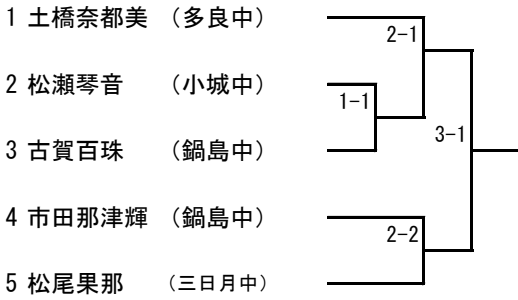 1 土橋奈都美 （多良中）
2-1
2 松瀬琴音 （小城中）
1-1
3-1
3 古賀百珠 （鍋島中）
4 市田那津輝 （鍋島中）
2-2
5 松尾果那 （三日月中）